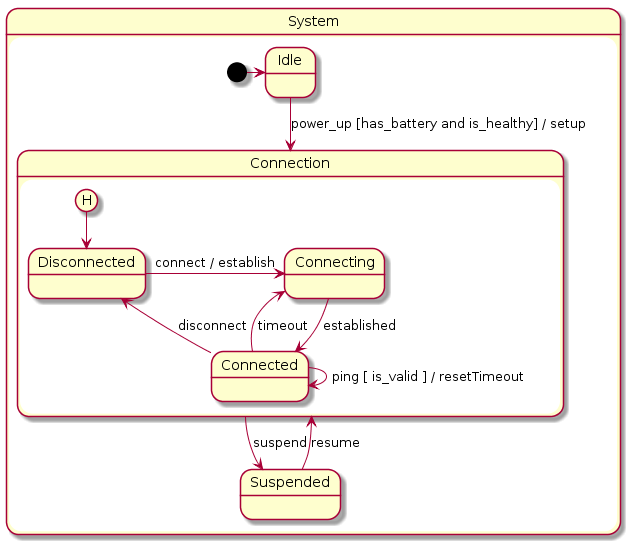 System
Idle
power_up [has_battery and is_healthy] / setup
Connection
H
Disconnected
connect / establish
Connecting
disconnect
timeout
established
Connected
ping [ is_valid ] / resetTimeout
suspend
resume
Suspended